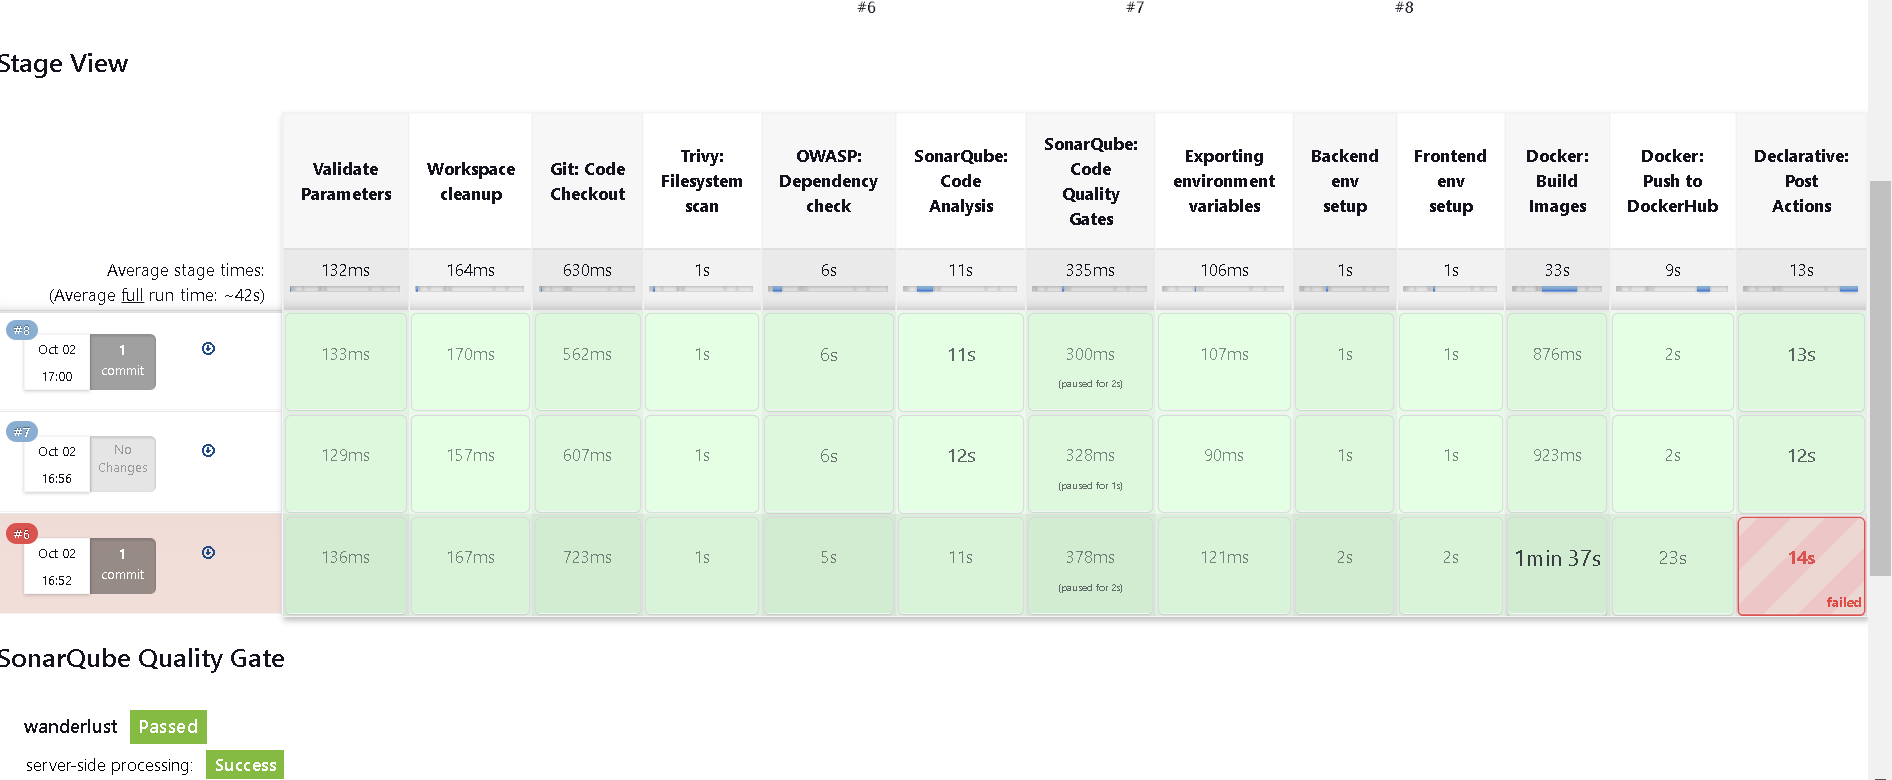 #6 #7 #8
Stage View
Validate Parameters
Workspace cleanup
Git: Code Checkout
Trivy: Filesystem scan
OWASP: Dependency check
SonarQube: Code Analysis
SonarQube: Code Quality Gates
Exporting environment variables
Backend env setup
Frontend env setup
Docker: Build Images
Docker: Push to DockerHub
Declarative: Post Actions
Average stage times:
(Average full run time: ~42s)
132ms 164ms 630ms 1s 6s 11s 335ms 106ms 1s 1s 33s 9s 13s
#8
Oct 02
17:00
1
commit
133ms 170ms 562ms 1s 6s 11s 300ms 107ms 1s 1s 876ms 2s 13s
(paused for 2s)
#7
Oct 02
16:56
No
Changes
129ms 157ms 607ms 1s 6s 12s 328ms 90ms 1s 1s 923ms 2s 12s
(paused for 1s)
#6
Oct 02
16:52
1
commit
136ms 167ms 723ms 1s 5s 11s 378ms 121ms 2s 2s 1min 37s 23s 14s
(paused for 2s)
failed
SonarQube Quality Gate
wanderlust Passed
server-side processing: Success